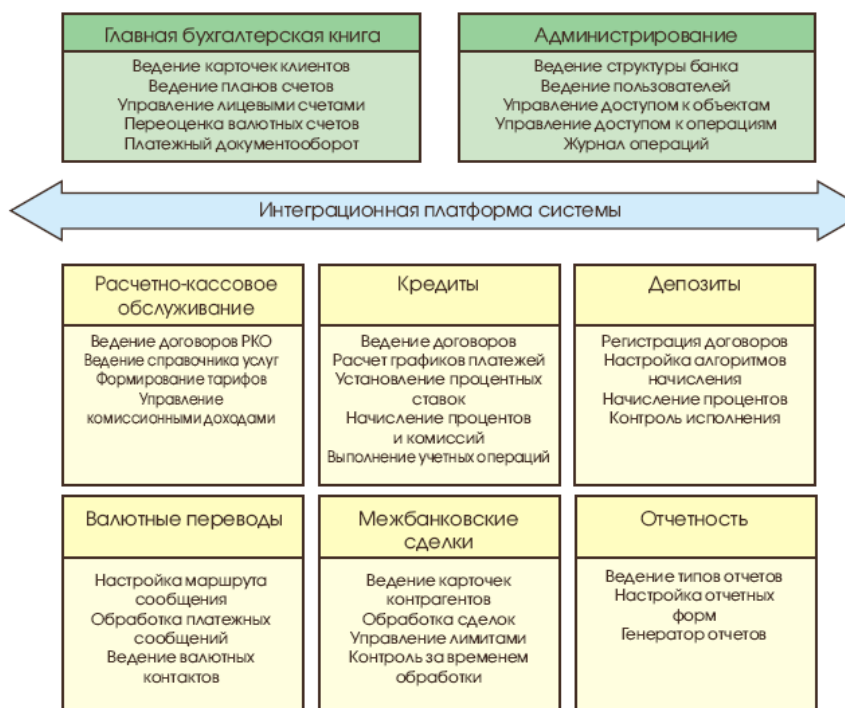 Главная бухгалтерская книга
Ведение карточек клиентов
Ведение планов счетов
Управление лицевыми счетами
Переоценка валютных счетов
Платежный документооборот
Администрирование
Ведение структуры банка
Ведение пользователей
Управление доступом к объектам
Управление доступом к операциям
Журнал операций
Интеграционная платформа системы
Расчетно-кассовое
обслуживание
Ведение договоров РКО
Ведение справочника услуг
Формирование тарифов
Управление
комиссионными доходами
Кредиты
Ведение договоров
Расчет графиков платежей
Установление процентных
ставок
Начисление процентов
и комиссий
Выполнение учетных операций
Депозиты
Регистрация договоров
Настройка алгоритмов
начисления
Начисление процентов
Контроль исполнения
Валютные переводы
Настройка маршрута
сообщения
Обработка платежных
сообщений
Ведение валютных
контактов
Межбанковские
сделки
Ведение карточек
контрагентов
Обработка сделок
Управление лимитами
Контроль за временем
обработки
Отчетность
Ведение типов отчетов
Настройка отчетных
форм
Генератор отчетов